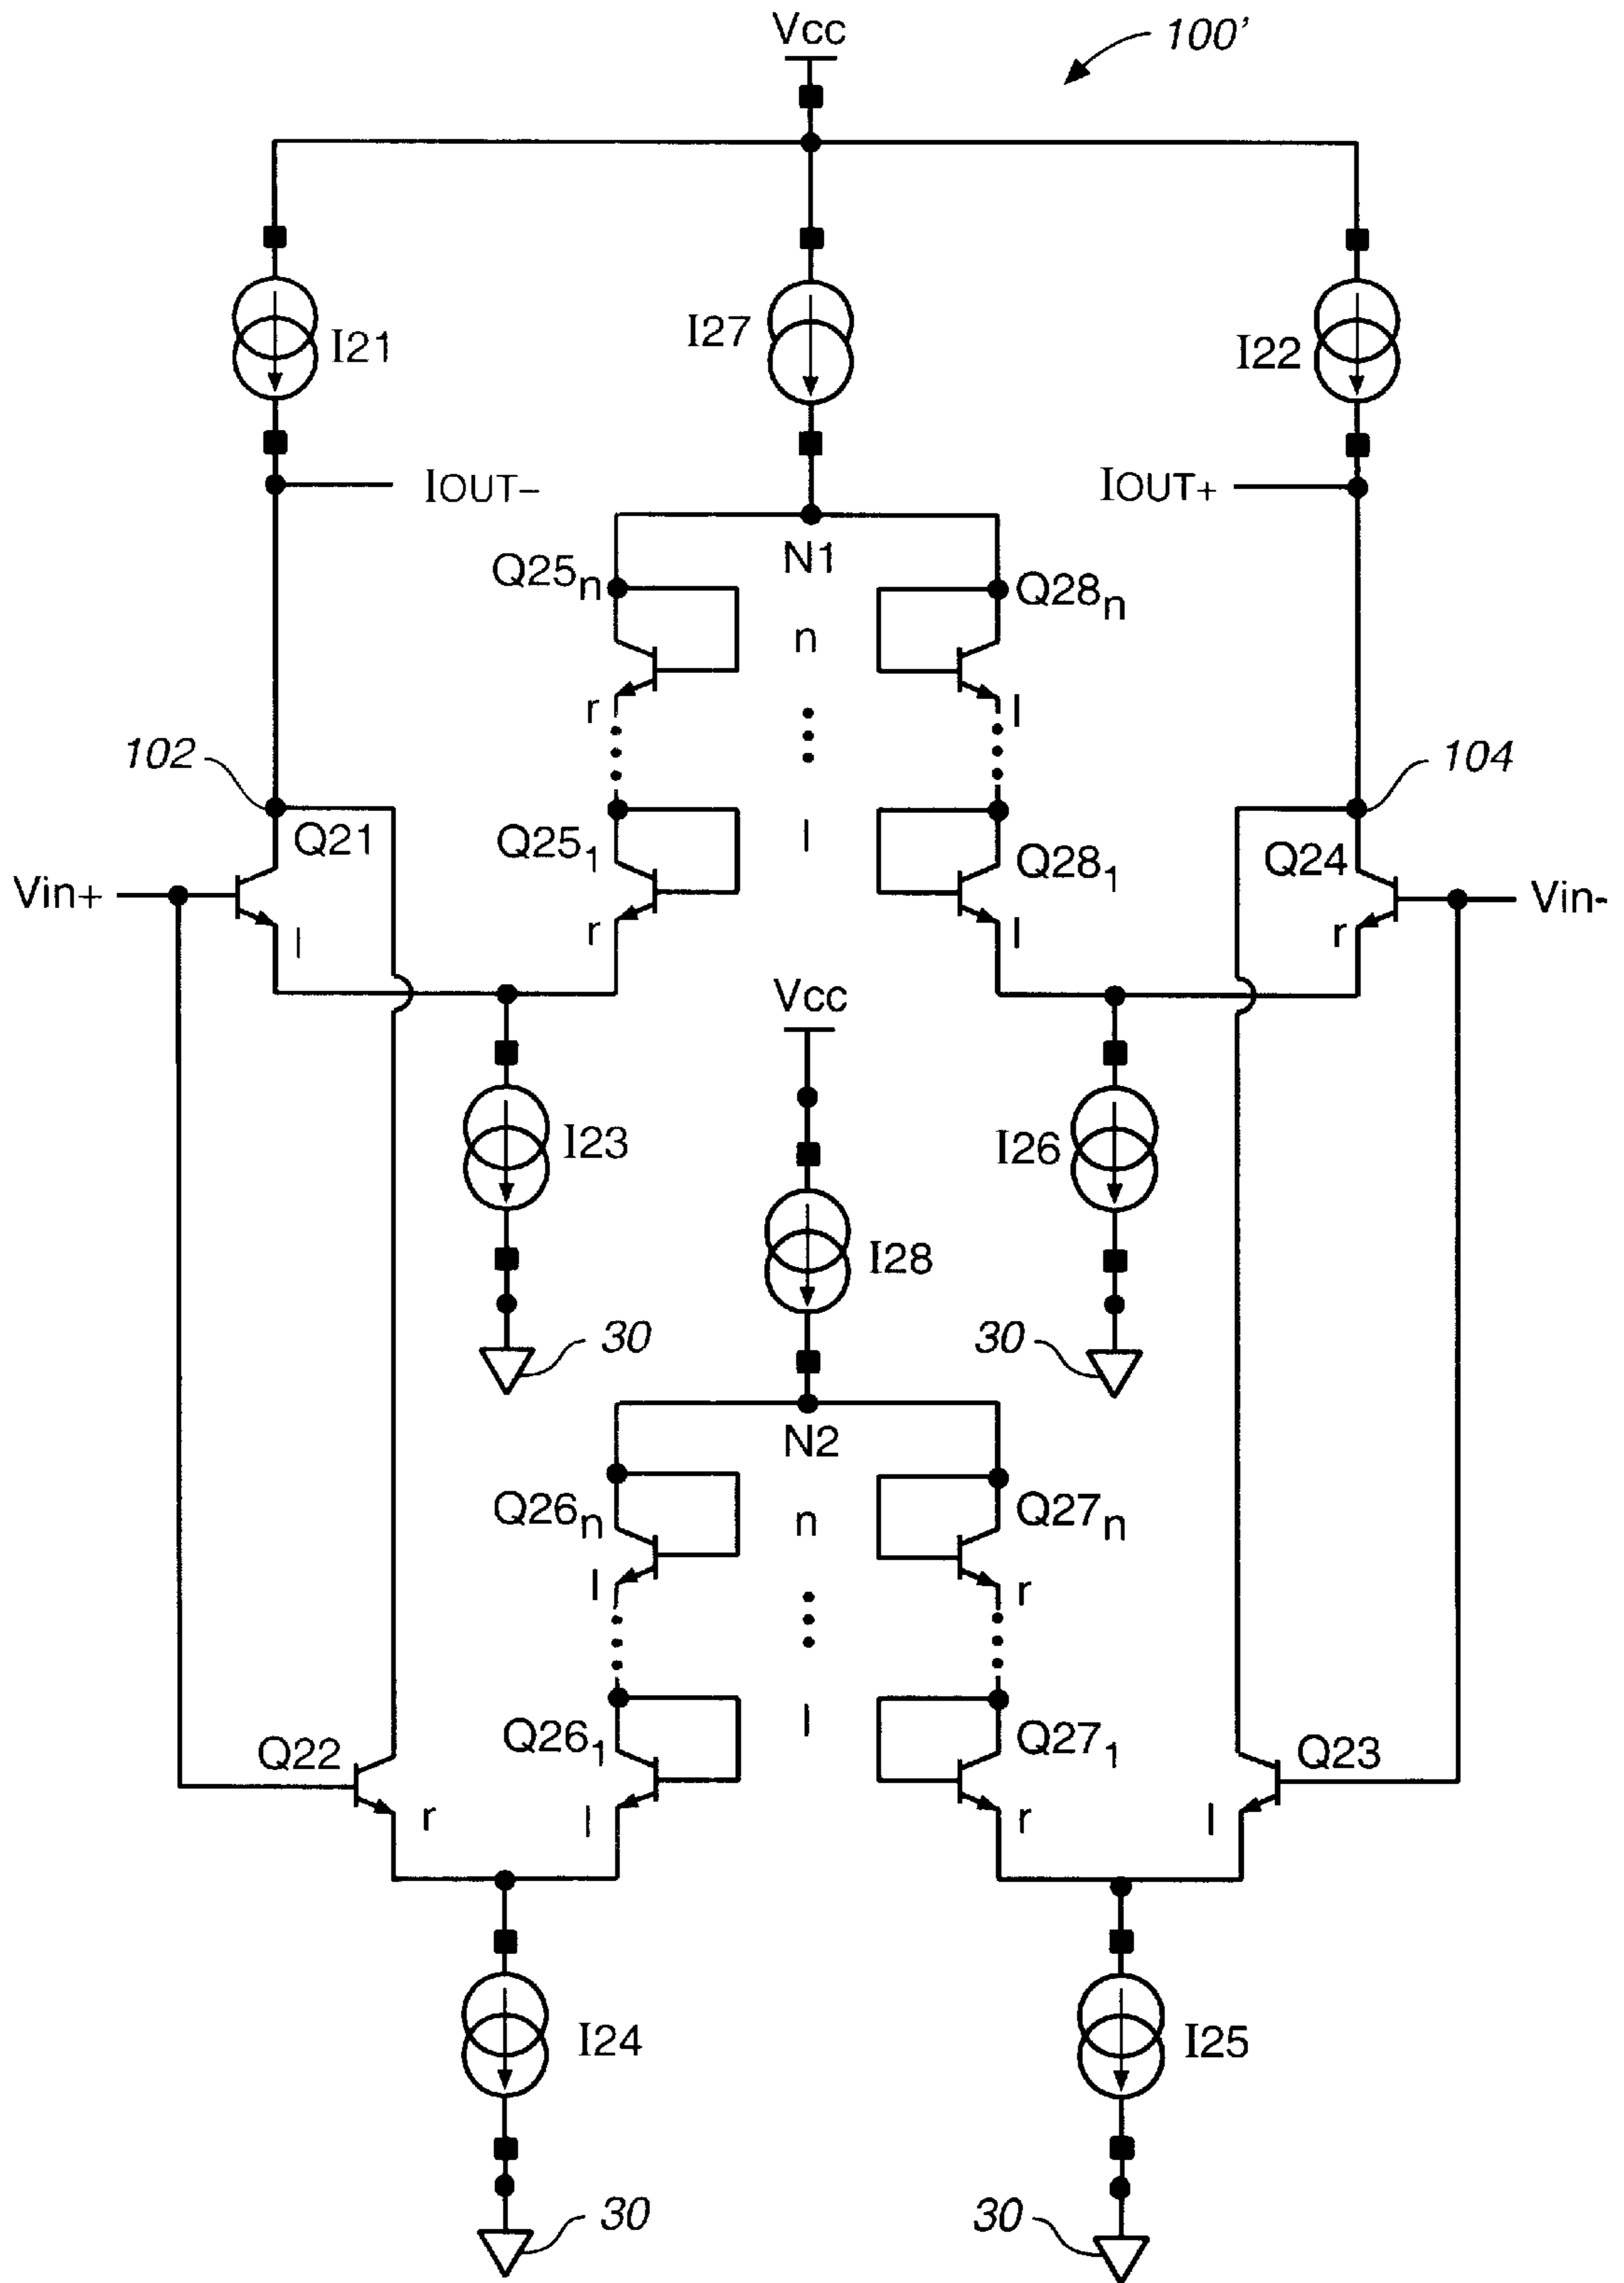 Vcc
100'
I21
I27
I22
IOUT-
IOUT+
N1
Q25n
n
Q28n
r
l
102
104
Q21
Q251
l
Q281
Q24
Vin+
Vin-
l
r
l
r
Vcc
I23
I26
I28
30
30
N2
Q26n
n
Q27n
l
r
Q22
Q261
l
Q271
Q23
r
l
r
l
I24
I25
30
30